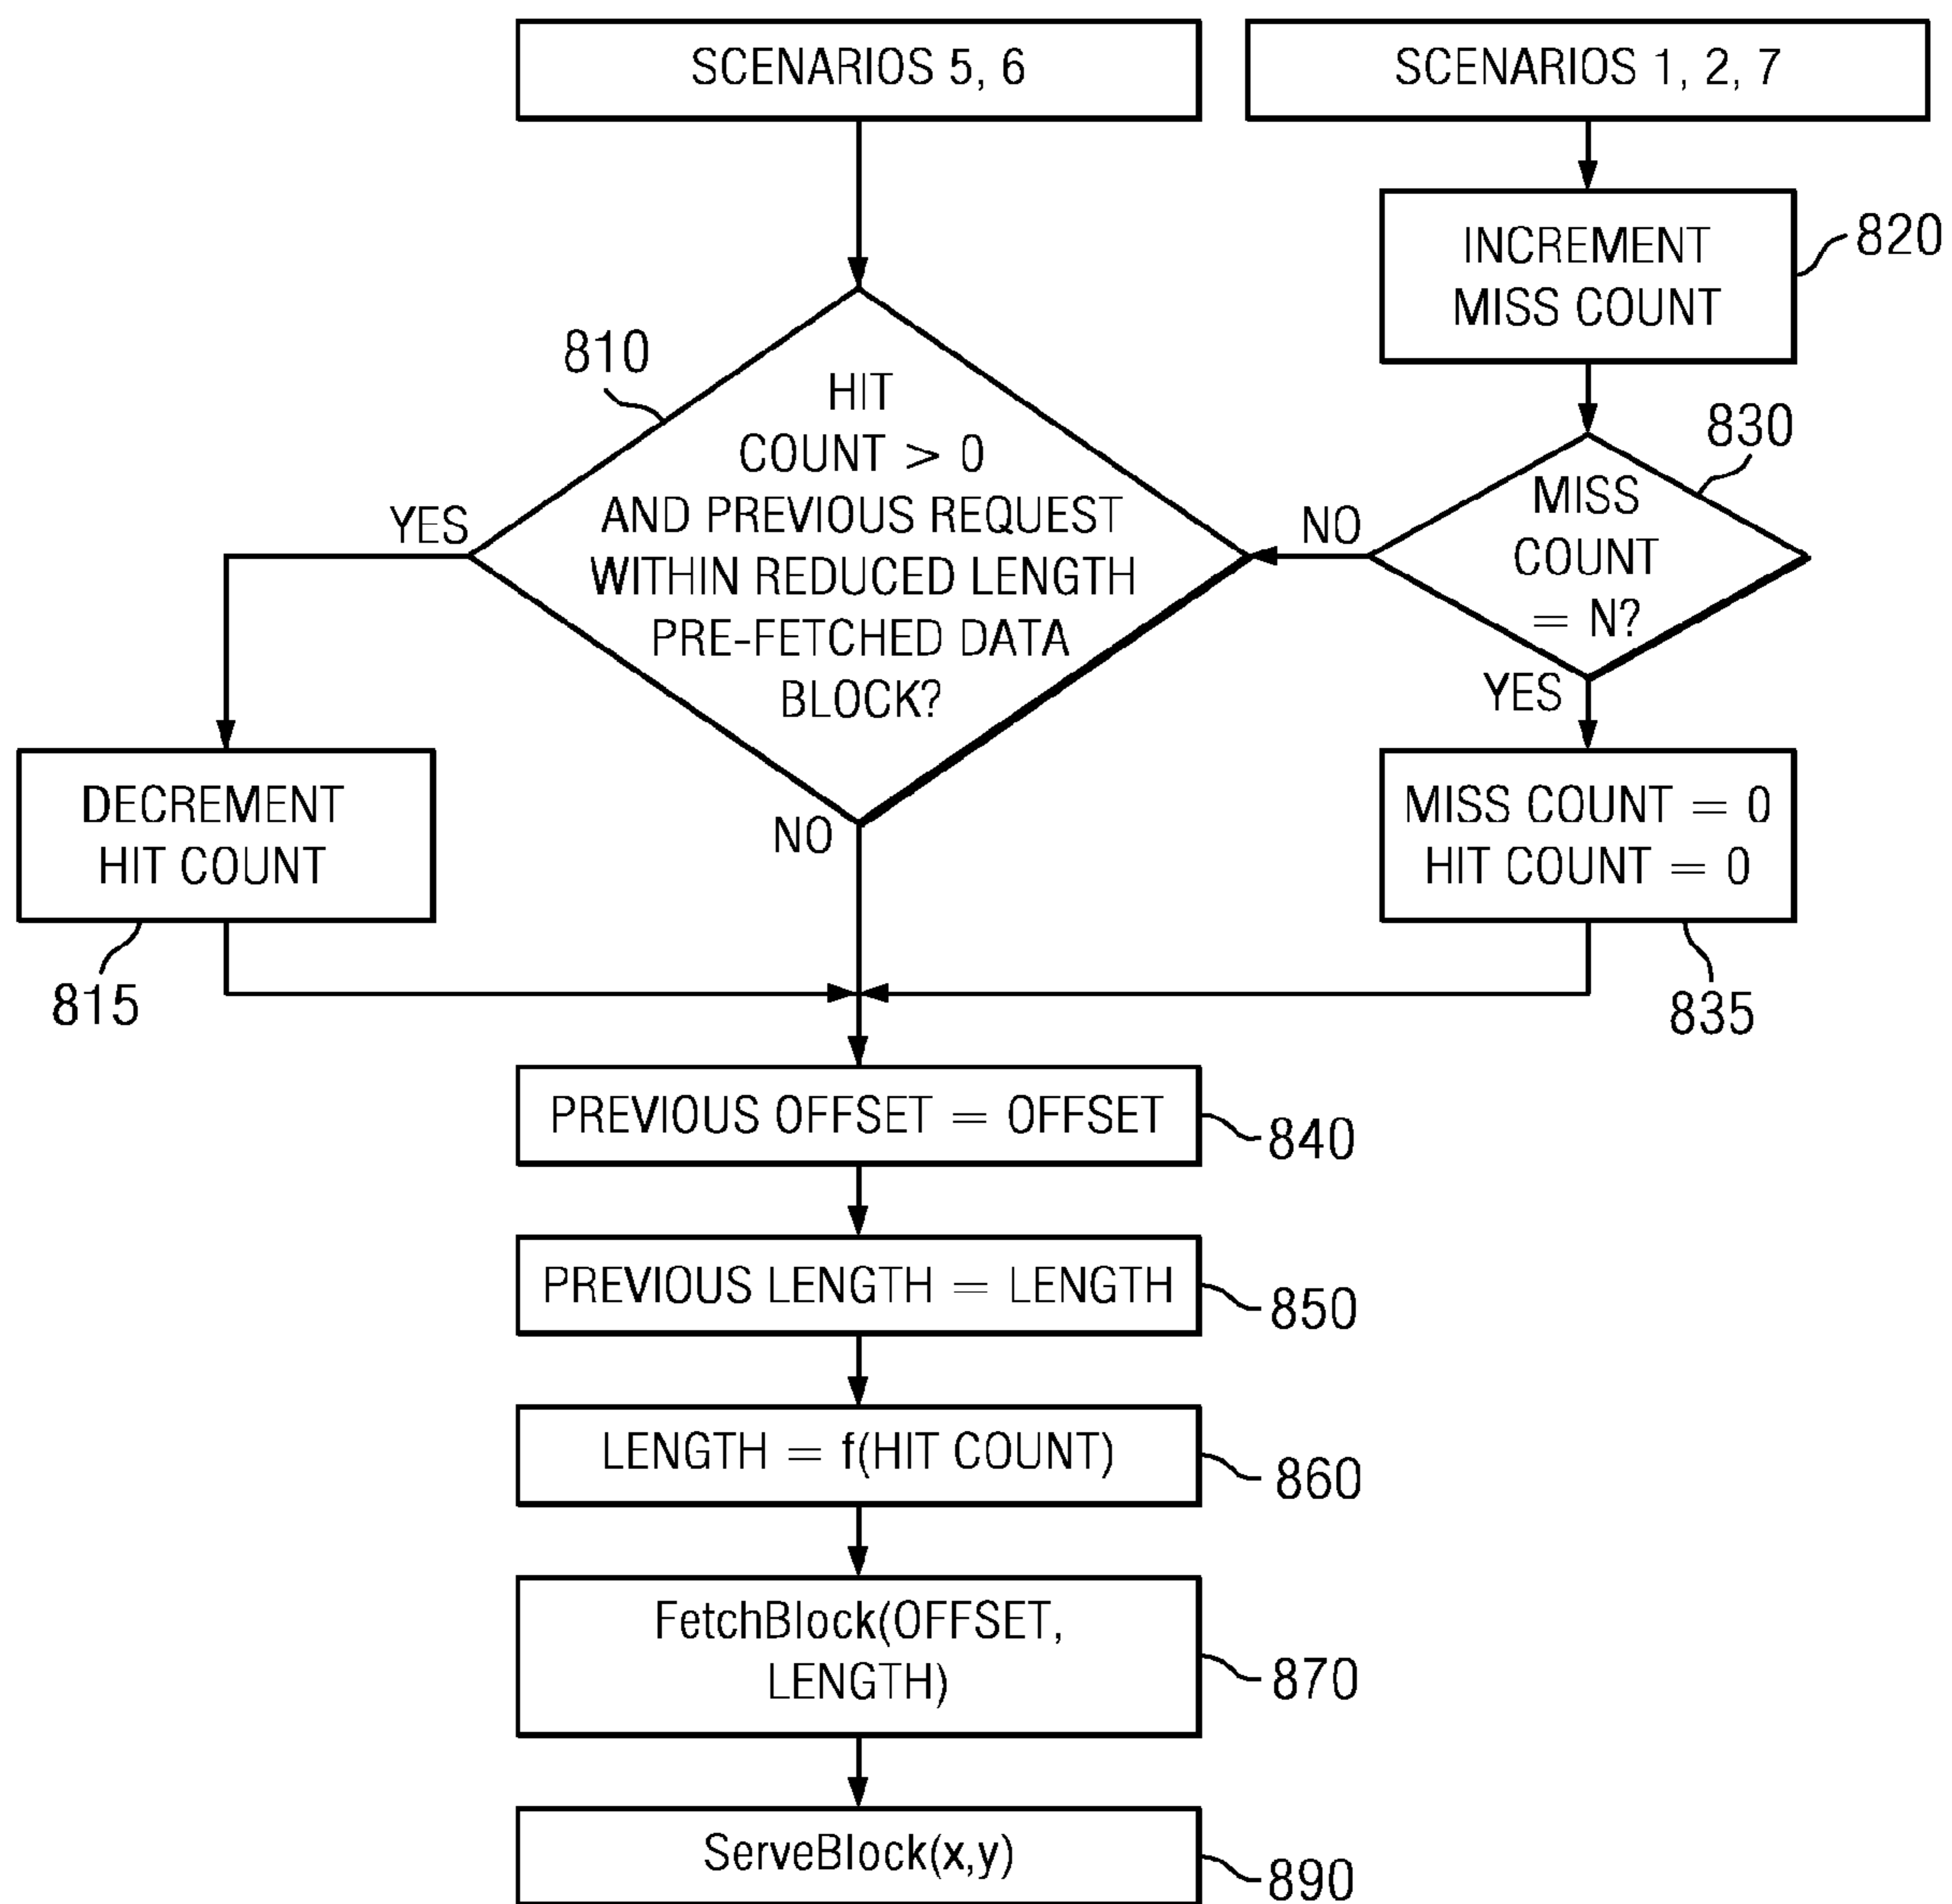 SCENARIOS 5, 6
SCENARIOS 1, 2, 7
INCREMENT
MISS COUNT
820
810
HIT
COUNT > 0
AND PREVIOUS REQUEST
WITHIN REDUCED LENGTH
PRE-FETCHED DATA
BLOCK?
YES
NO
830
MISS
COUNT
= N?
NO
YES
DECREMENT
HIT COUNT
815
MISS COUNT = 0
HIT COUNT = 0
835
PREVIOUS OFFSET = OFFSET
840
PREVIOUS LENGTH = LENGTH
850
LENGTH = f(HIT COUNT)
860
FetchBlock(OFFSET,
LENGTH)
870
ServeBlock(x,y)
890